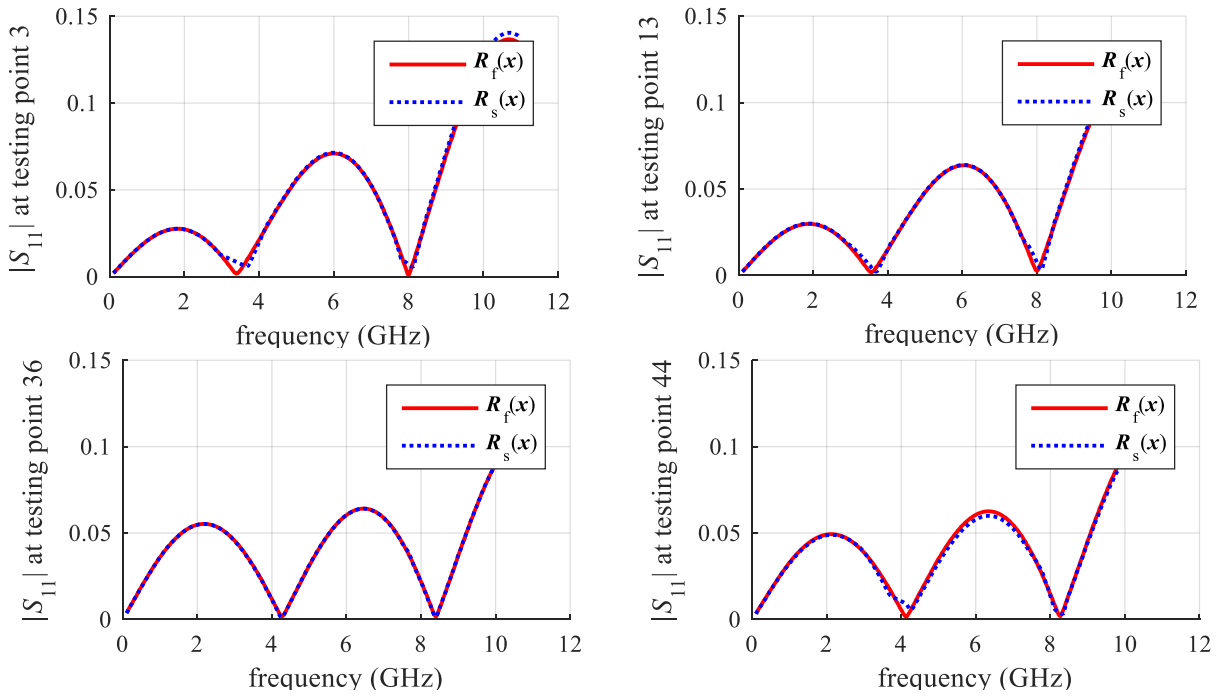 |S11| at testing point 3
0.15
0.1
0.05
0
0 2 4 6 8 10 12
frequency (GHz)
Rf(x)
Rs(x)
|S11| at testing point 13
0.15
0.1
0.05
0
0 2 4 6 8 10 12
frequency (GHz)
Rf(x)
Rs(x)
|S11| at testing point 36
0.15
0.1
0.05
0
0 2 4 6 8 10 12
frequency (GHz)
Rf(x)
Rs(x)
|S11| at testing point 44
0.15
0.1
0.05
0
0 2 4 6 8 10 12
frequency (GHz)
Rf(x)
Rs(x)